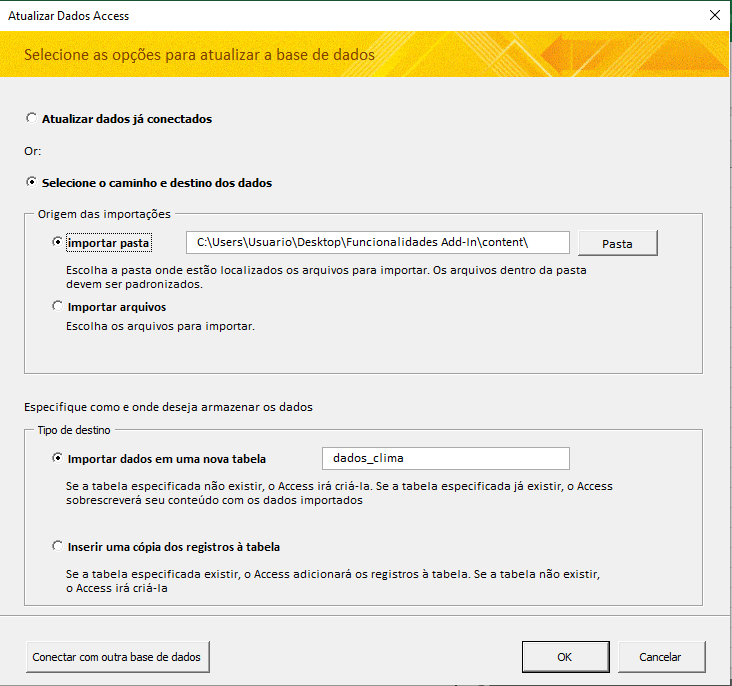 Atualizar Dados Access
Selecione as opções para atualizar a base de dados
Atualizar dados já conectados
Or:
Selecione o caminho e destino dos dados
Origem das importações
importar pasta
C:\Users\Usuario\Desktop\Funcionalidades Add-In\content\
Pasta
Escolha a pasta onde estão localizados os arquivos para importar. Os arquivos dentro da pasta
devem ser padronizados.
Importar arquivos
Escolha os arquivos para importar.
Especifique como e onde deseja armazenar os dados
Tipo de destino
Importar dados em uma nova tabela
dados_clima
Se a tabela especificada não existir, o Access irá criá-la. Se a tabela especificada já existir, o Access
sobrescreverá seu conteúdo com os dados importados
Inserir uma cópia dos registros à tabela
Se a tabela especificada existir, o Access adicionará os registros à tabela. Se a tabela não existir,
o Access irá criá-la
Conectar com outra base de dados
OK
Cancelar